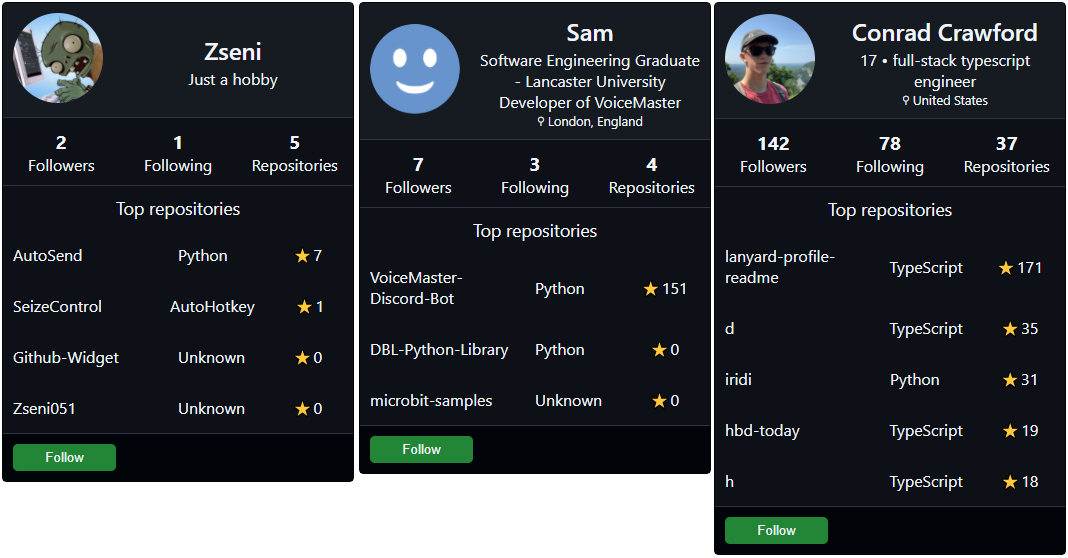 Zseni
Just a hobby
2 1 5
Followers Following Repositories
Top repositories
AutoSend Python ★ 7
SeizeControl AutoHotkey ★ 1
Github-Widget Unknown ★ 0
Zseni051 Unknown ★ 0
Follow
Sam
Software Engineering Graduate
- Lancaster University
Developer of VoiceMaster
London, England
7 3 4
Followers Following Repositories
Top repositories
VoiceMaster-
Discord-Bot Python ★ 151
DBL-Python-Library Python ★ 0
microbit-samples Unknown ★ 0
Follow
Conrad Crawford
17 • full-stack typescript
engineer
United States
142 78 37
Followers Following Repositories
Top repositories
lanyard-profile-
readme TypeScript ★ 171
d TypeScript ★ 35
iridi Python ★ 31
hbd-today TypeScript ★ 19
h TypeScript ★ 18
Follow